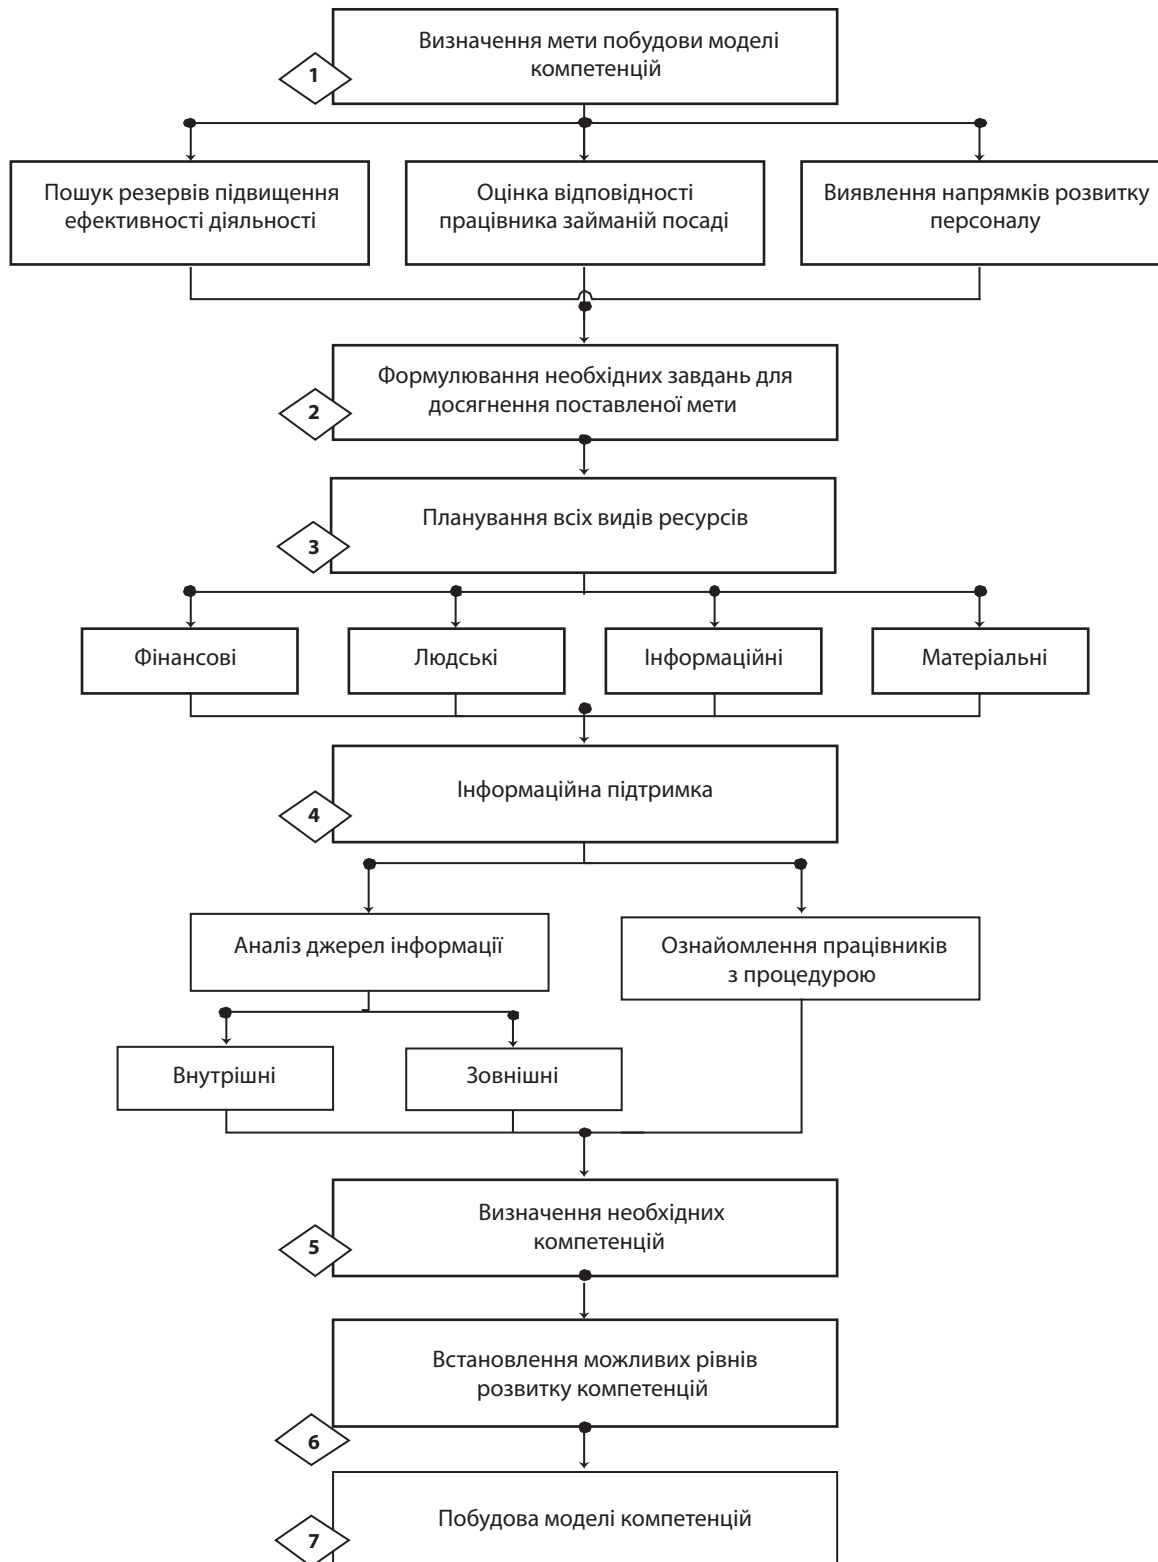 Визначення мети побудови моделі
компетенцій
1
Пошук резервів підвищення
ефективності діяльності
Оцінка відповідності
працівника займаній посаді
Виявлення напрямків розвитку
персоналу
Формулювання необхідних завдань для
досягнення поставленої мети
2
Планування всіх видів ресурсів
3
Фінансові
Людські
Інформаційні
Матеріальні
Інформаційна підтримка
4
Аналіз джерел інформації
Ознайомлення працівників
з процедурою
Внутрішні
Зовнішні
Визначення необхідних
компетенцій
5
Встановлення можливих рівнів
розвитку компетенцій
6
Побудова моделі компетенцій
7